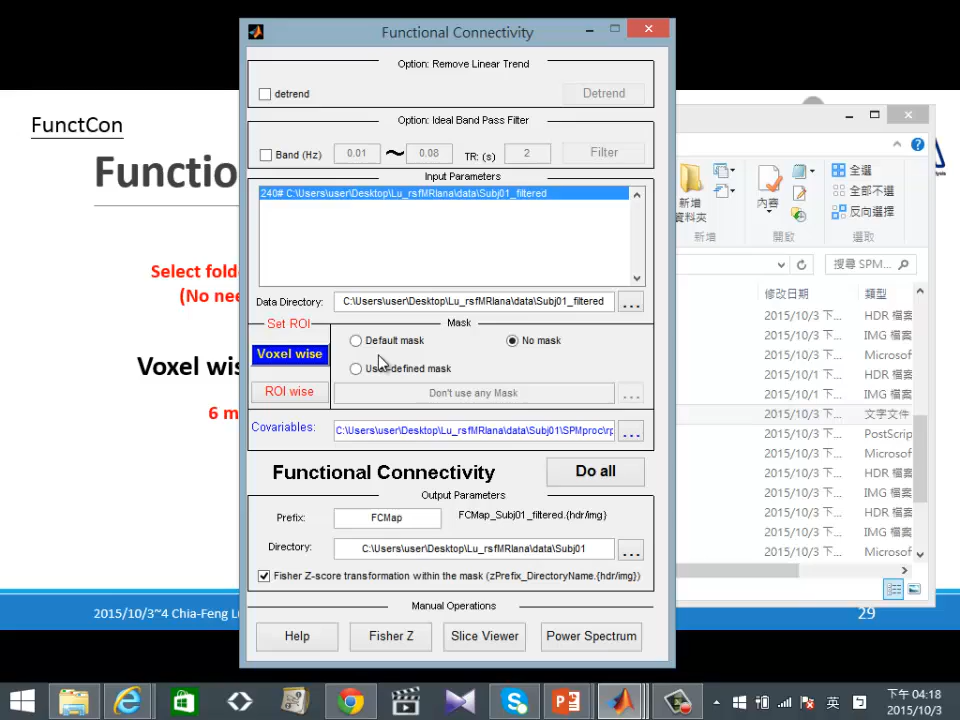 Functional Connectivity
Option: Remove Linear Trend
detrend
Detrend
Option: Ideal Band Pass Filter
Band (Hz)
0.01
~
0.08
TR: (s)
2
Filter
Input Parameters
240# C:\Users\user\Desktop\Lu_rsfMRIana\data\Subj01_filtered
Data Directory:
C:\Users\user\Desktop\Lu_rsfMRIana\data\Subj01_filtered
...
Set ROI
Voxel wise
ROI wise
Mask
Default mask
No mask
User-defined mask
Don't use any Mask
...
Covariables:
C:\Users\user\Desktop\Lu_rsfMRIana\data\Subj01\SPMproc\rp
...
Functional Connectivity
Do all
Output Parameters
Prefix:
FCMap
FCMap_Subj01_filtered.{hdr/img}
Directory:
C:\Users\user\Desktop\Lu_rsfMRIana\data\Subj01
...
Fisher Z-score transformation within the mask (zPrefix_DirectoryName.{hdr/img})
Manual Operations
Help
Fisher Z
Slice Viewer
Power Spectrum
FunctCon
Functio
Select fold
(No nee
Voxel wis
6 m
2015/10/3~4 Chia-Feng L
29
新增
資料夾
新增
內容
開啟
全選
全部不選
反向選擇
選取
搜尋 SPM...
修改日期
類型
2015/10/3 下...
HDR 檔案
2015/10/3 下...
IMG 檔案
2015/10/3 下...
Microsof
2015/10/1 下...
HDR 檔案
2015/10/1 下...
IMG 檔案
2015/10/3 下...
文字文件
2015/10/3 下...
PostScrip
2015/10/3 下...
Microsof
2015/10/3 下...
HDR 檔案
2015/10/3 下...
IMG 檔案
2015/10/3 下...
HDR 檔案
2015/10/3 下...
IMG 檔案
2015/10/3 下...
Microsof
英
下午 04:18
2015/10/3